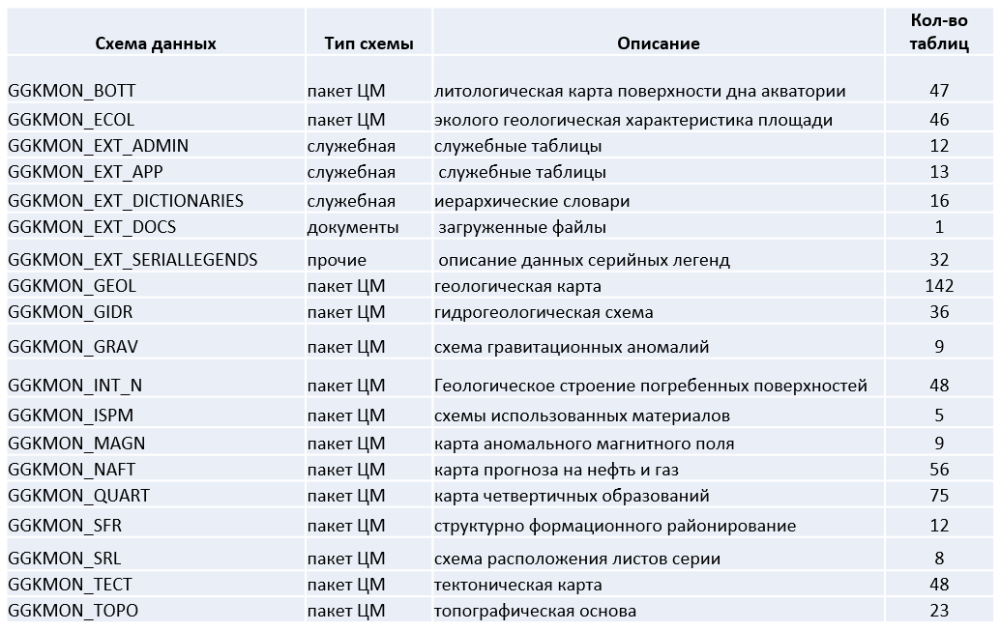 Схема данных Тип схемы Описание Кол-во таблиц
GGKMON_BOTT пакет ЦМ литологическая карта поверхности дна акватории 47
GGKMON_ECOL пакет ЦМ эколого геологическая характеристика площади 46
GGKMON_EXT_ADMIN служебная служебные таблицы 12
GGKMON_EXT_APP служебная служебные таблицы 13
GGKMON_EXT_DICTIONARIES служебная иерархические словари 16
GGKMON_EXT_DOCS документы загруженные файлы 1
GGKMON_EXT_SERIALLEGENDS прочие описание данных серийных легенд 32
GGKMON_GEOL пакет ЦМ геологическая карта 142
GGKMON_GIDR пакет ЦМ гидрогеологическая схема 36
GGKMON_GRAV пакет ЦМ схема гравитационных аномалий 9
GGKMON_INT_N пакет ЦМ Геологическое строение погребенных поверхностей 48
GGKMON_ISPM пакет ЦМ схемы использованных материалов 5
GGKMON_MAGN пакет ЦМ карта аномального магнитного поля 9
GGKMON_NAFT пакет ЦМ карта прогноза на нефть и газ 56
GGKMON_QUART пакет ЦМ карта четвертичных образований 75
GGKMON_SFR пакет ЦМ структурно формационного районирование 12
GGKMON_SRL пакет ЦМ схема расположения листов серии 8
GGKMON_TECT пакет ЦМ тектоническая карта 48
GGKMON_TOPO пакет ЦМ топографическая основа 23